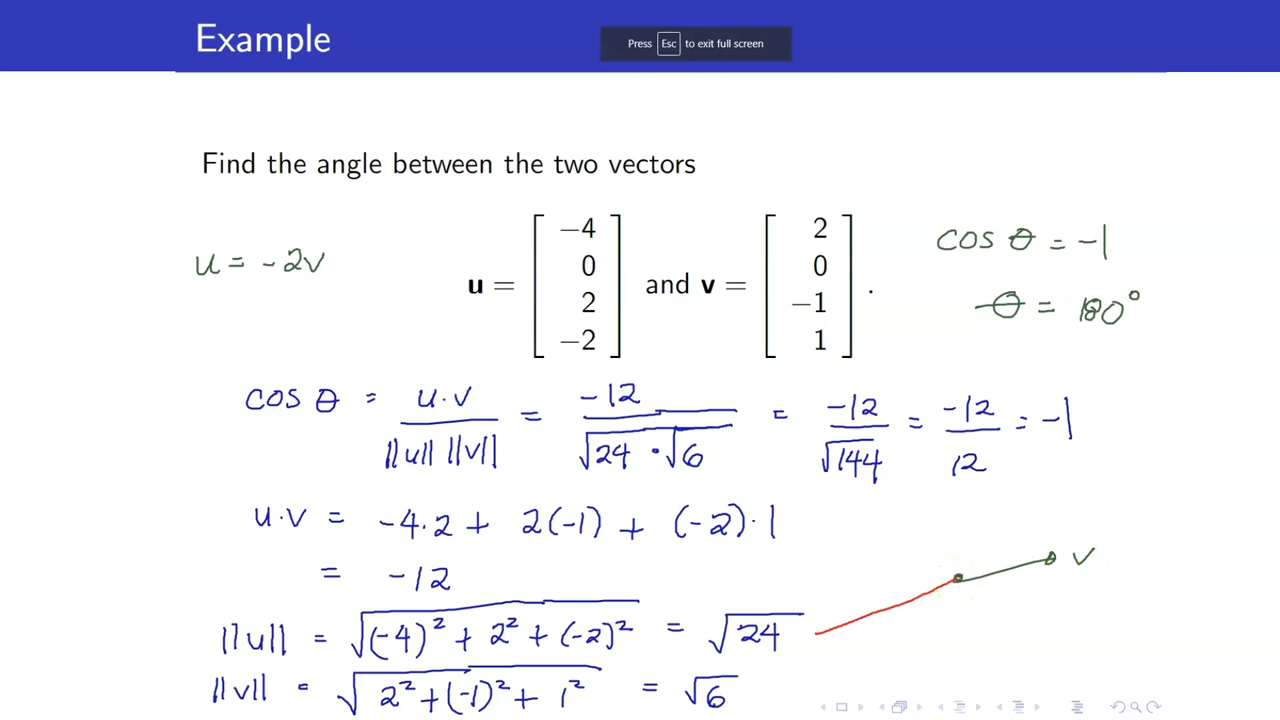 Example
Press Esc to exit full screen
Find the angle between the two vectors
u = -2v
u = [ −4 0 2 −2 ] and v = [ 2 0 −1 1 ] .
cos θ = -1
θ = 180°
cos θ = u·v / ||u|| ||v|| = -12 / √24 · √6 = -12 / √144 = -12 / 12 = -1
u·v = -4·2 + 2(-1) + (-2)·1
= -12
v
||u|| = √(-4)² + 2² + (-2)² = √24
||v|| = √2² + (-1)² + 1² = √6